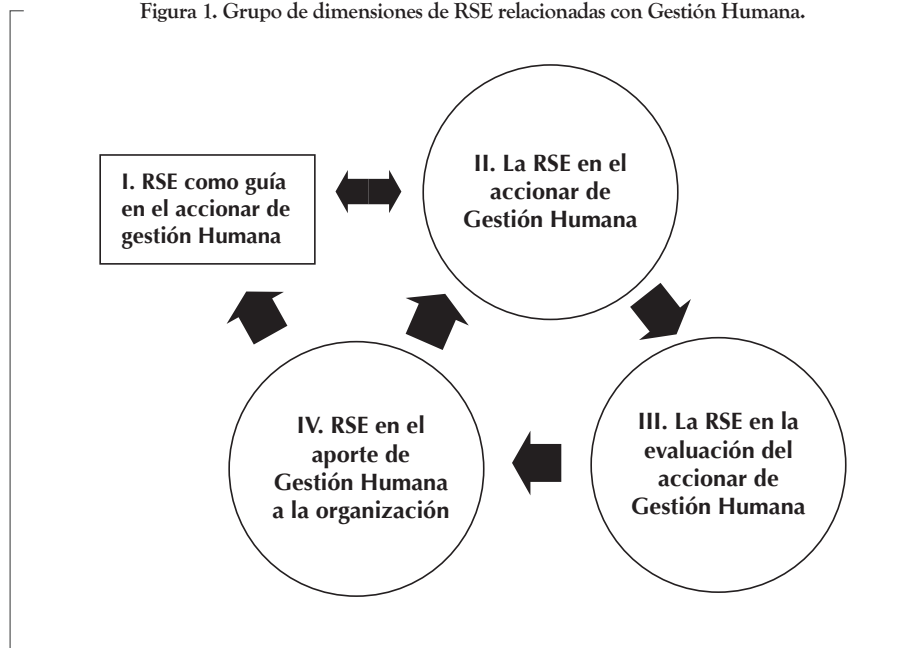 Figura 1. Grupo de dimensiones de RSE relacionadas con Gestión Humana.
I. RSE como guía
en el accionar de
gestión Humana
II. La RSE en el
accionar de
Gestión Humana
III. La RSE en la
evaluación del
accionar de
Gestión Humana
IV. RSE en el
aporte de
Gestión Humana
a la organización